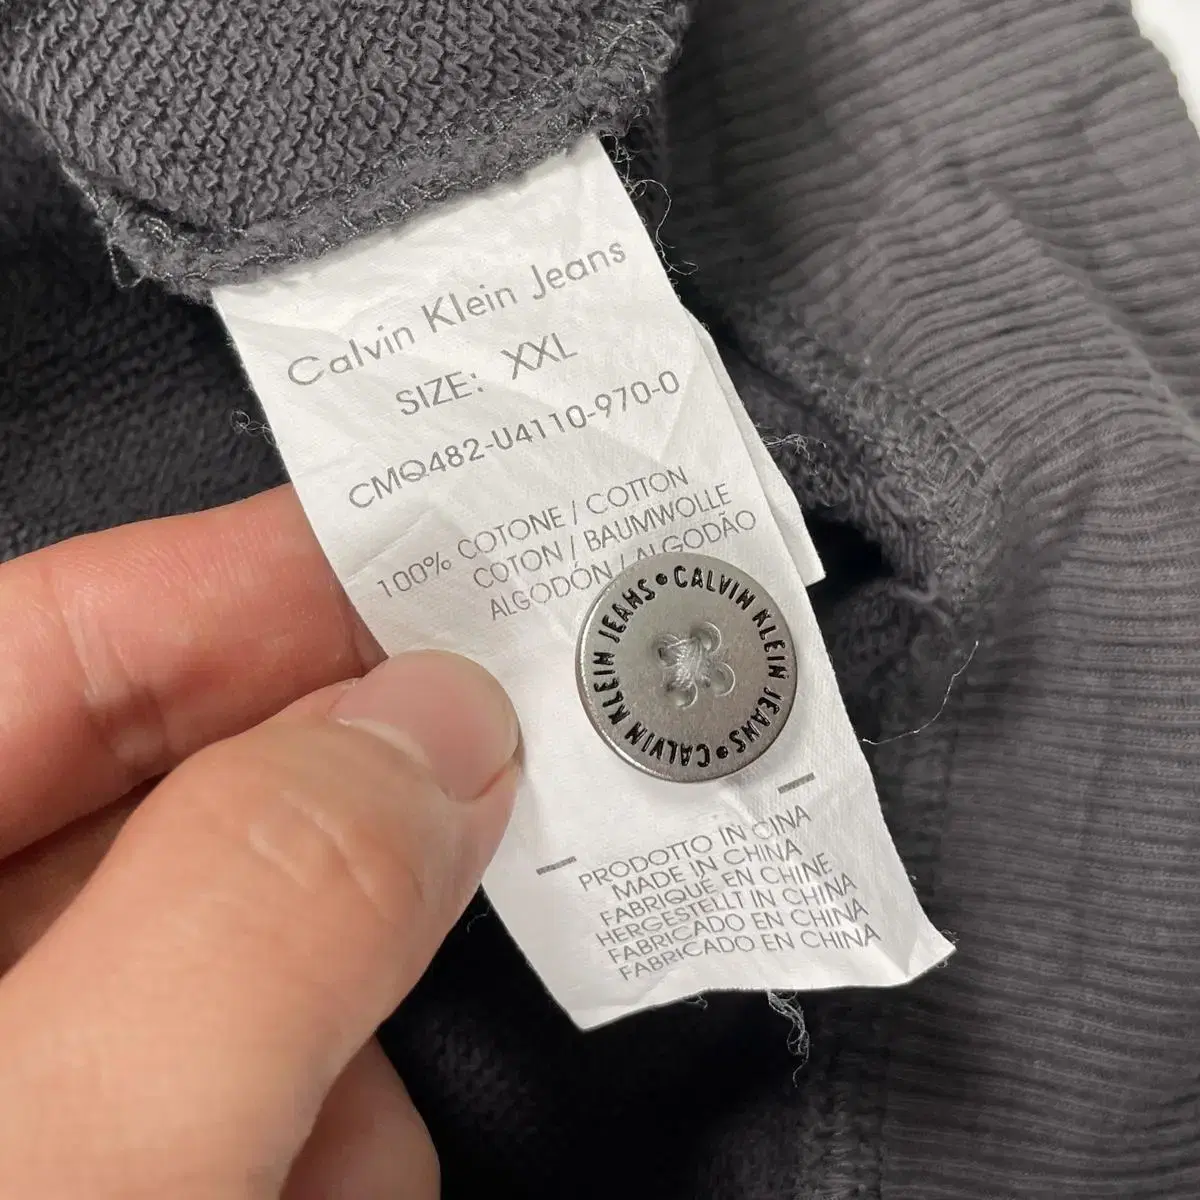 Calvin Klein Jeans
SIZE: XXL
CMQ482-U4110-970-0
100% COTONE / COTTON
COTON / BAUMWOLLE
ALGODÓN / ALGODÃO
CALVIN KLEIN JEANS • CALVIN KLEIN JEANS •
PRODOTTO IN CINA
MADE IN CHINA
FABRIQUÉ EN CHINE
HERGESTELLT IN CHINA
FABRICADO EN CHINA
FABRICADO EN CHINA